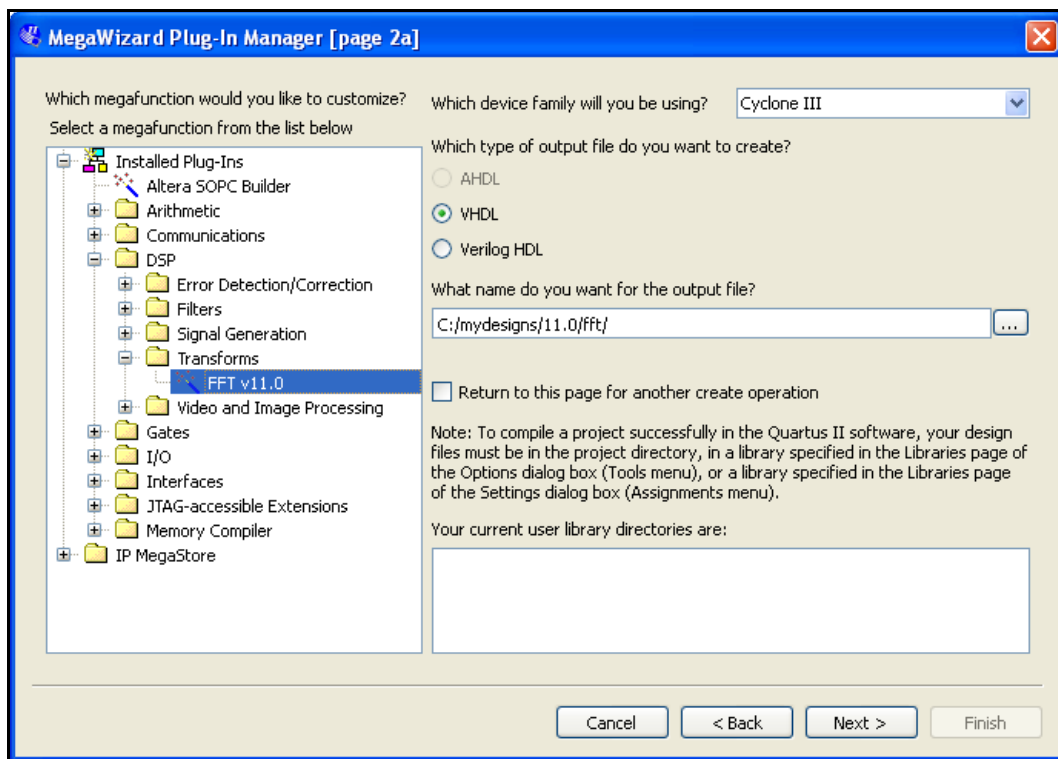 MegaWizard Plug-In Manager [page 2a]
Which megafunction would you like to customize?
Select a megafunction from the list below
Installed Plug-Ins
Altera SOPC Builder
Arithmetic
Communications
DSP
Error Detection/Correction
Filters
Signal Generation
Transforms
FFT v11.0
Video and Image Processing
Gates
I/O
Interfaces
JTAG-accessible Extensions
Memory Compiler
IP MegaStore
Which device family will you be using?
Cyclone III
Which type of output file do you want to create?
AHDL
VHDL
Verilog HDL
What name do you want for the output file?
C:/mydesigns/11.0/fft/
...
Return to this page for another create operation
Note: To compile a project successfully in the Quartus II software, your design
files must be in the project directory, in a library specified in the Libraries page of
the Options dialog box (Tools menu), or a library specified in the Libraries page
of the Settings dialog box (Assignments menu).
Your current user library directories are:
Cancel
< Back
Next >
Finish